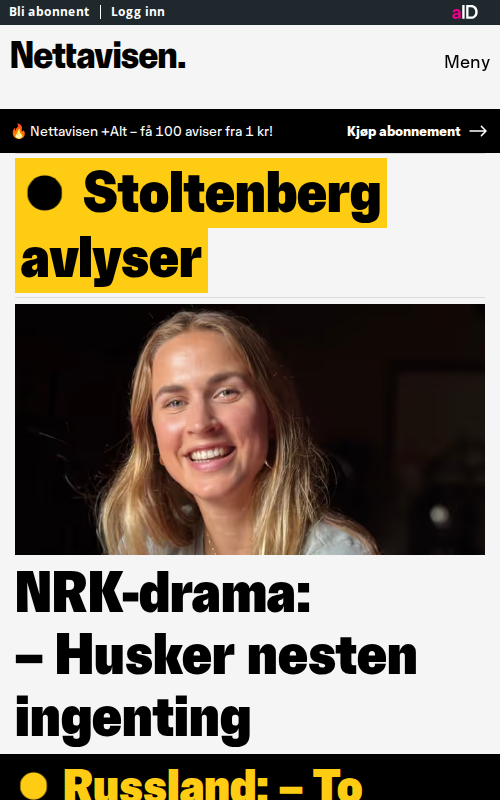 Bli abonnent | Logg inn
aID
Nettavisen.
Meny
🔥 Nettavisen +Alt – få 100 aviser fra 1 kr!
Kjøp abonnement →
● Stoltenberg
avlyser
NRK-drama:
– Husker nesten
ingenting
● Russland: – To